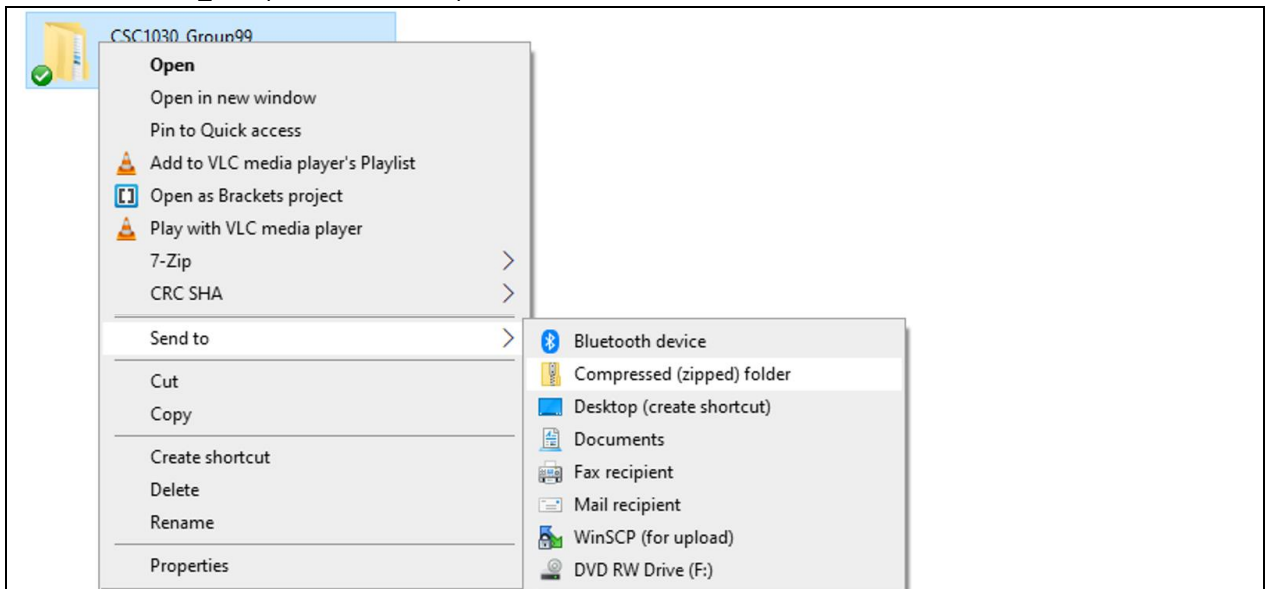 CSC1030_Group99
Open
Open in new window
Pin to Quick access
Add to VLC media player's Playlist
Open as Brackets project
Play with VLC media player
7-Zip
CRC SHA
Send to
Cut
Copy
Create shortcut
Delete
Rename
Properties
Bluetooth device
Compressed (zipped) folder
Desktop (create shortcut)
Documents
Fax recipient
Mail recipient
WinSCP (for upload)
DVD RW Drive (F:)